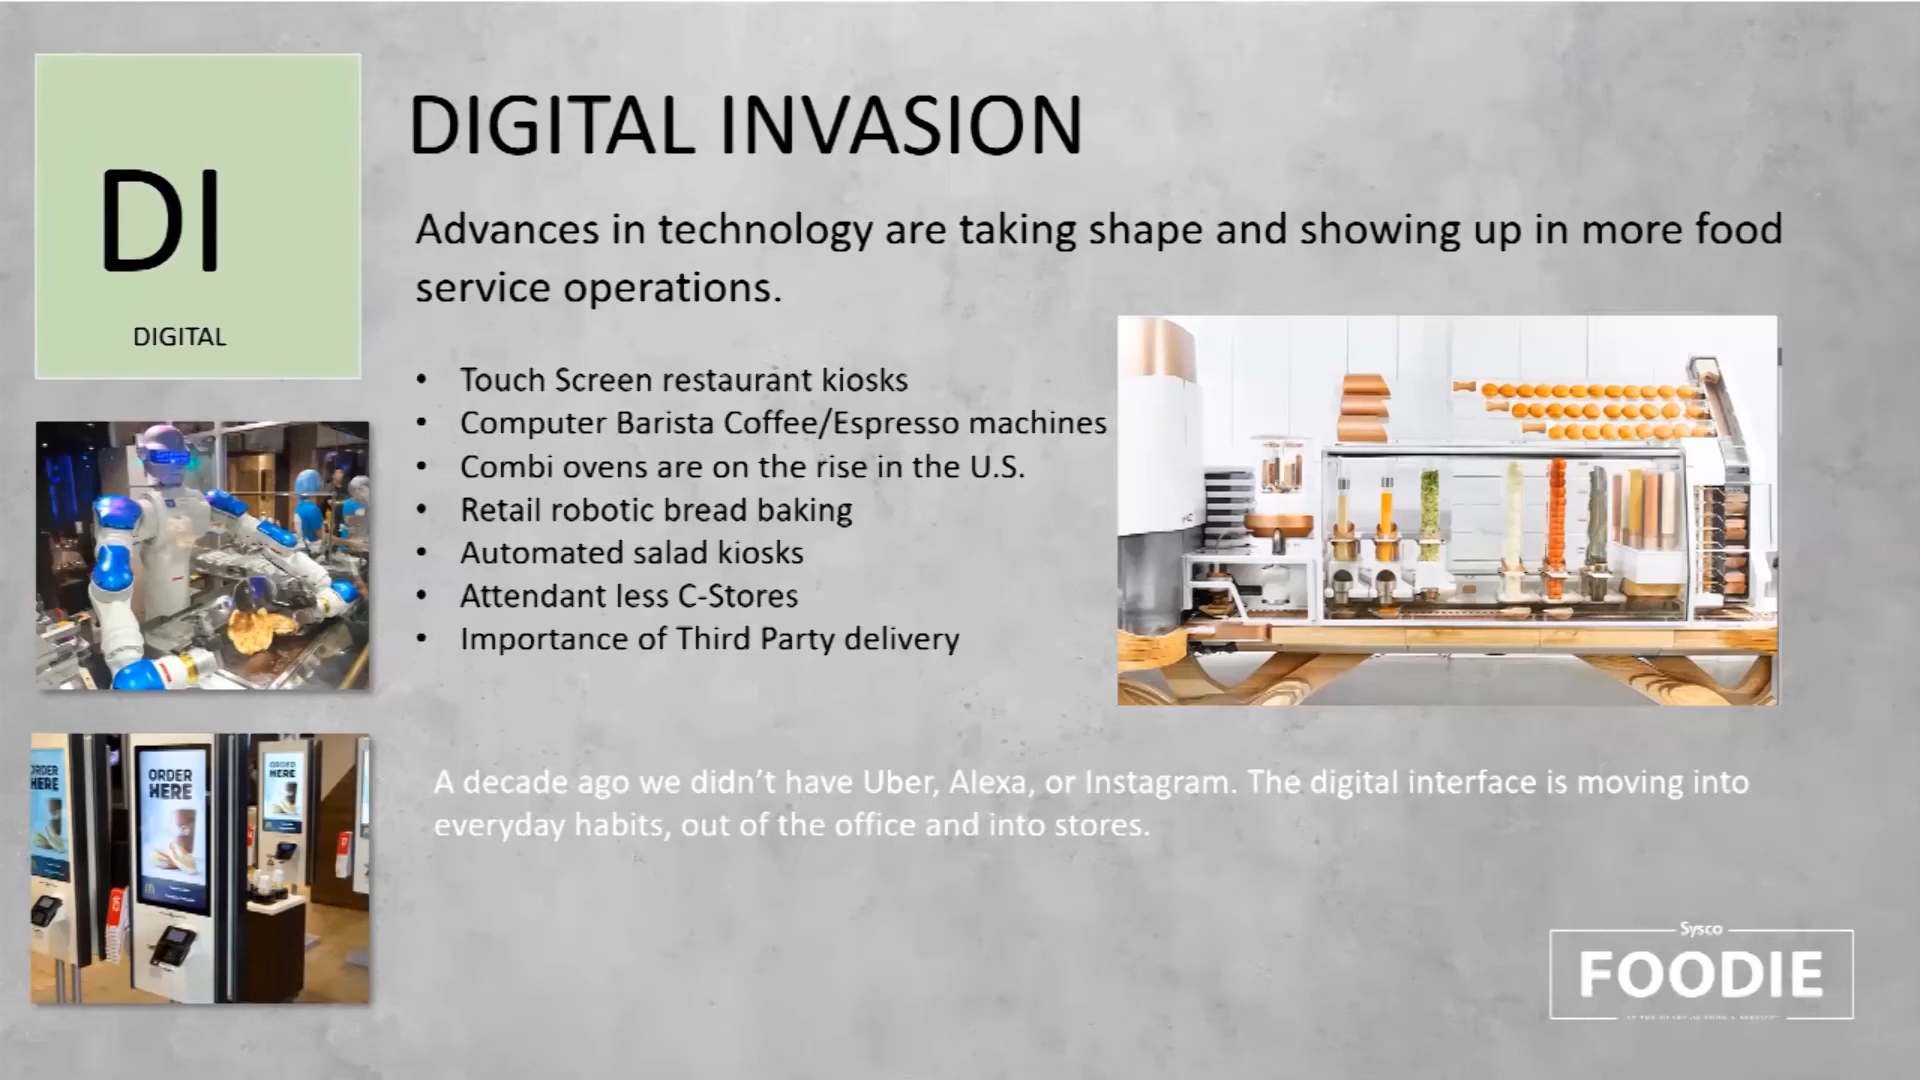 DI
DIGITAL
DIGITAL INVASION
Advances in technology are taking shape and showing up in more food
service operations.
• Touch Screen restaurant kiosks
• Computer Barista Coffee/Espresso machines
• Combi ovens are on the rise in the U.S.
• Retail robotic bread baking
• Automated salad kiosks
• Attendant less C-Stores
• Importance of Third Party delivery
ORDER
HERE
ORDER
HERE
ORDER
HERE
A decade ago we didn't have Uber, Alexa, or Instagram. The digital interface is moving into
everyday habits, out of the office and into stores.
Sysco
FOODIE